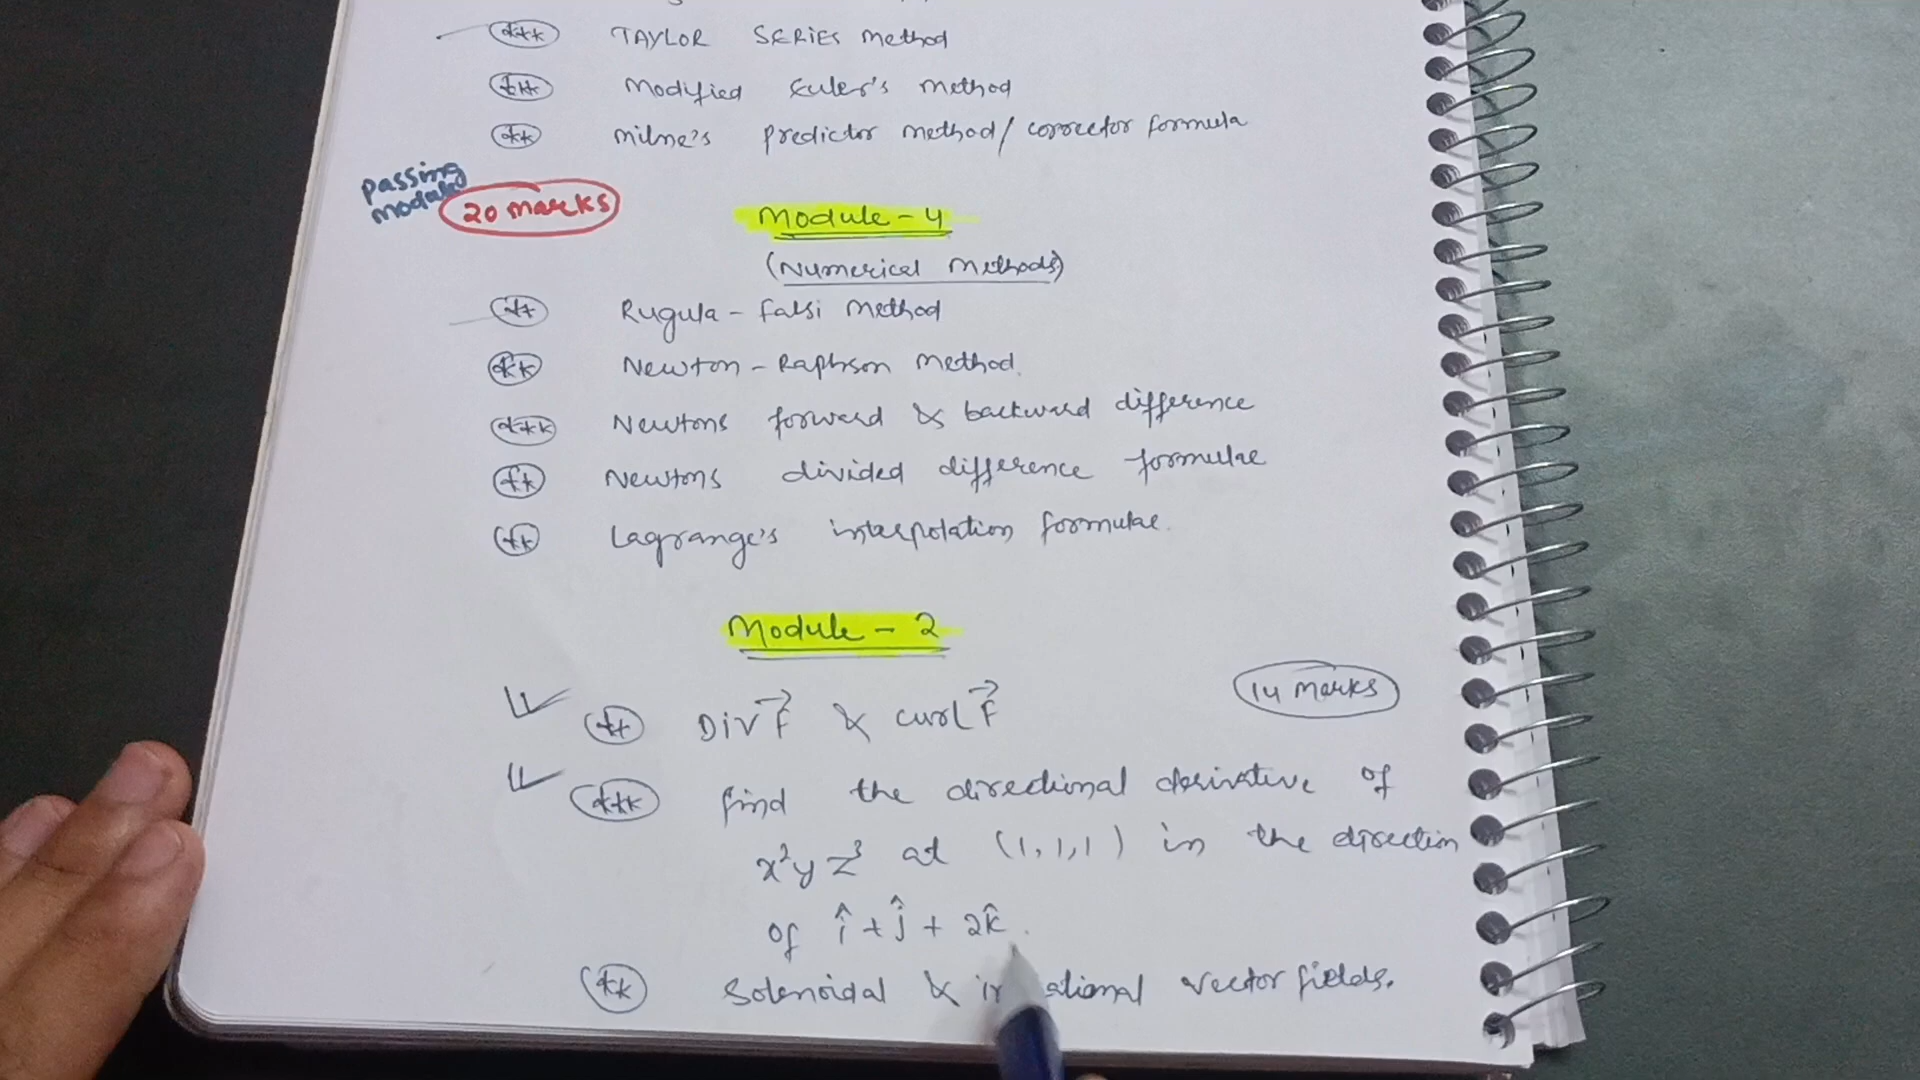 *** TAYLOR SERIES Method
** Modified Euler's method
** Milne's predictor method/corrector formula
passing
module
20 marks
Module - 4
(Numerical Methods)
** Rugula - Falsi Method
** Newton - Raphson Method.
*** Newtons forward & backward difference
** Newtons divided difference formulae
** Lagrange's interpolation formulae.
Module - 2
14 marks
** Div F⃗ & curl F⃗
*** find the directional derivative of
x²yz³ at (1,1,1) in the direction
of î + ĵ + 2k̂.
** Solenoidal & vector fields.